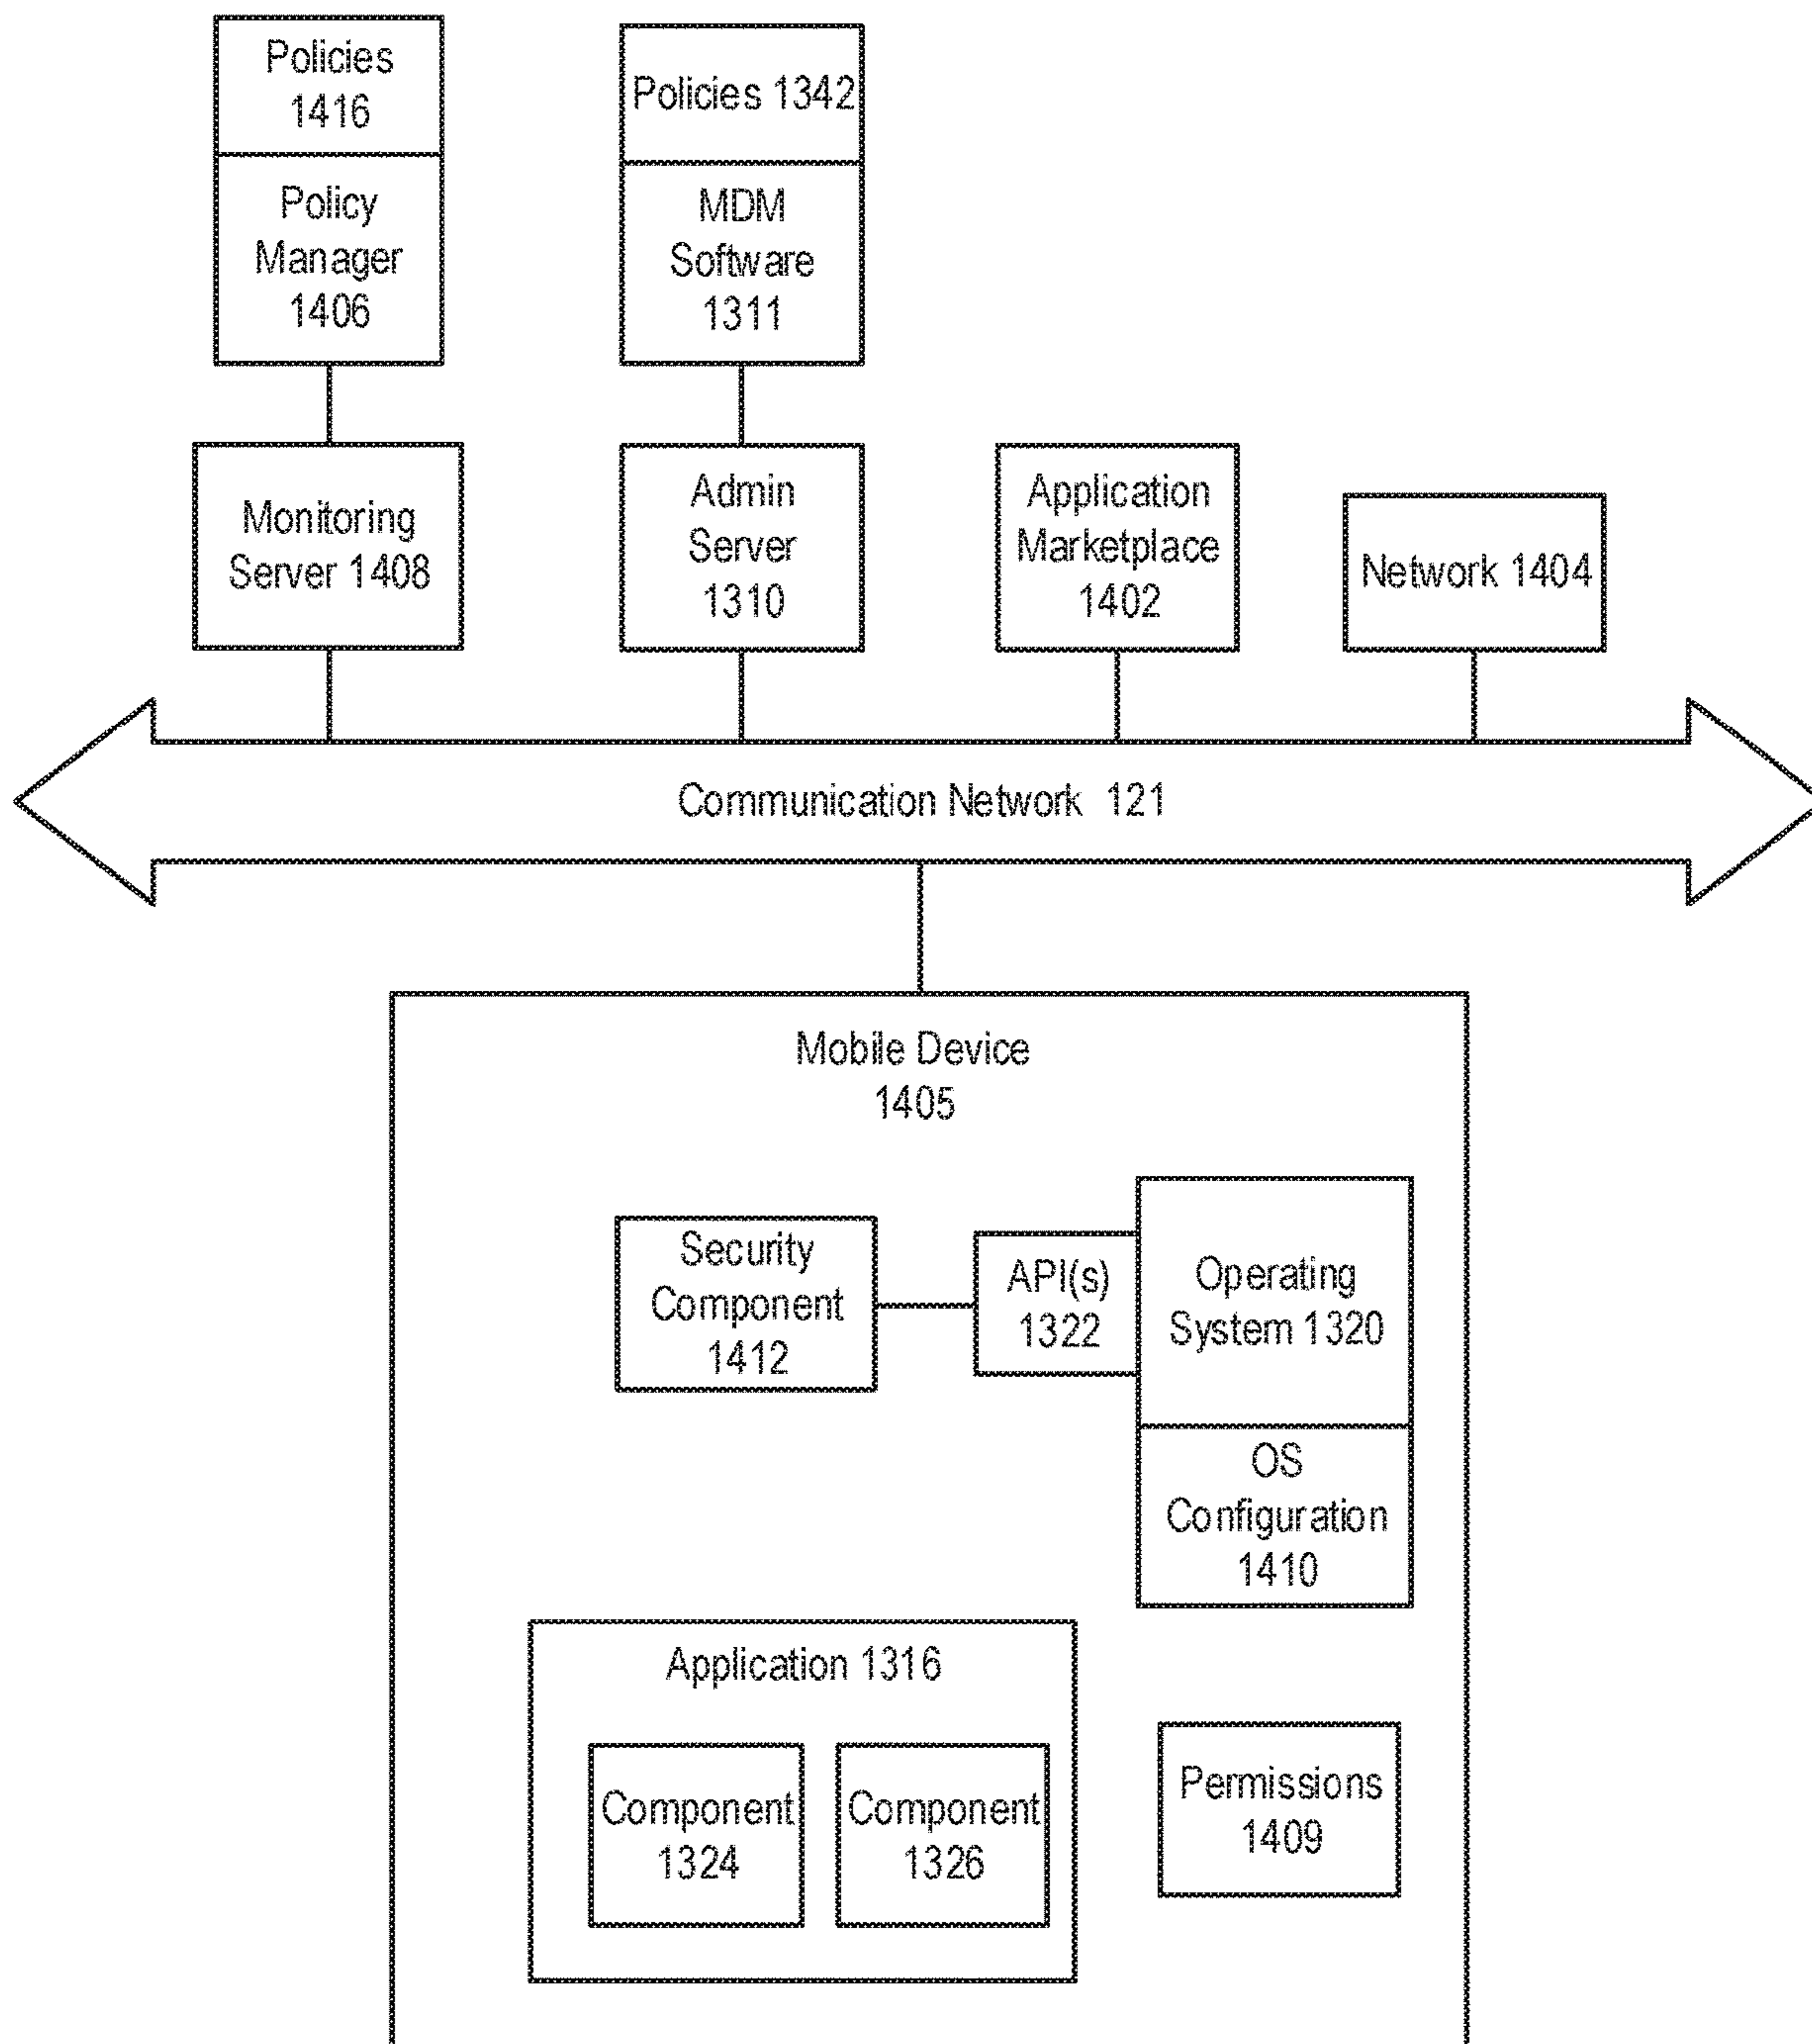 Policies
1416
Policy
Manager
1406
Policies 1342
MDM
Software
1311
Monitoring
Server 1408
Admin
Server
1310
Application
Marketplace
1402
Network 1404
Communication Network 121
Mobile Device
1405
Security
Component
1412
API(s)
1322
Operating
System 1320
OS
Configuration
1410
Application 1316
Component
1324
Component
1326
Permissions
1409